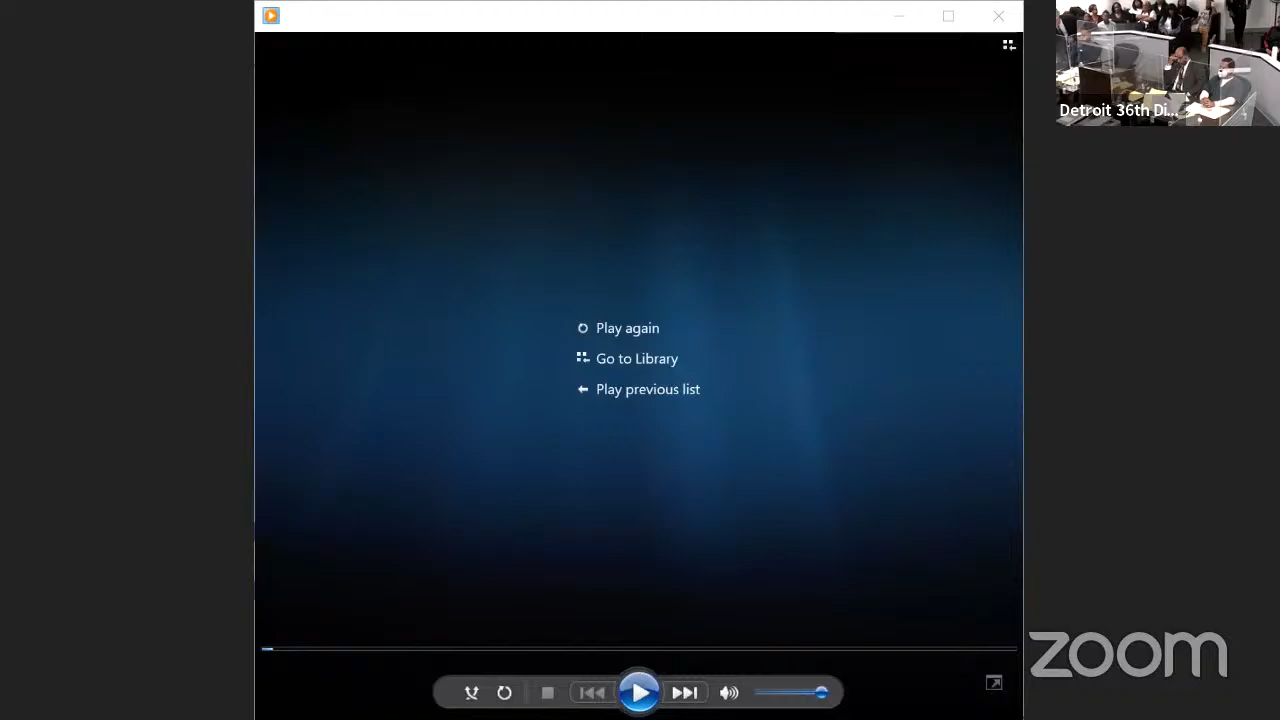 Detroit 36th Di...
Play again
Go to Library
Play previous list
zoom